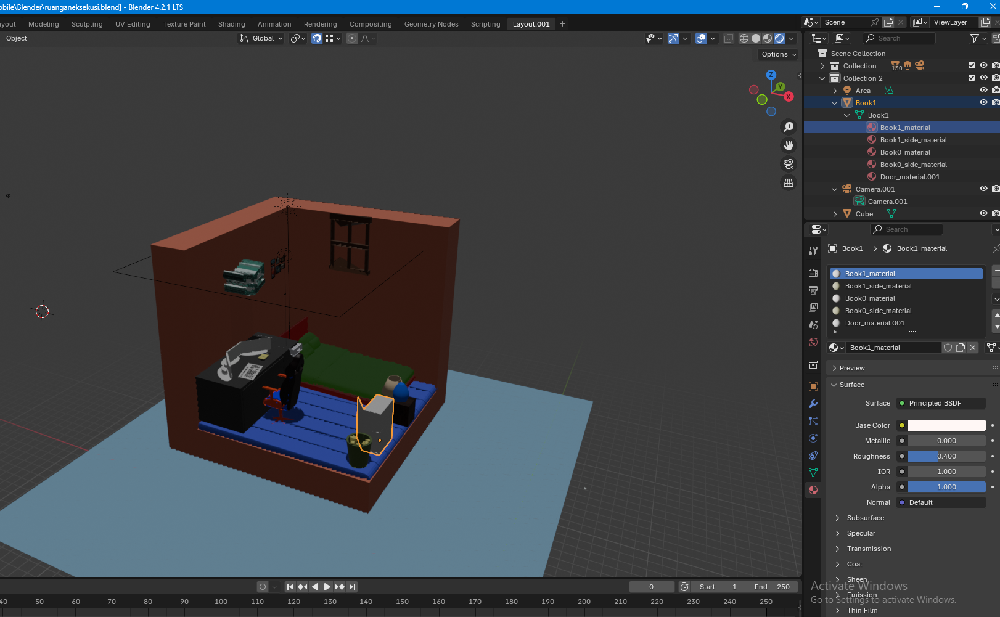 obile\Blender\ruanganeksekusi.blend] - Blender 4.2.1 LTS
ayout Modeling Sculpting UV Editing Texture Paint Shading Animation Rendering Compositing Geometry Nodes Scripting Layout.001 +
Scene ViewLayer
Object Global
Search
Options
Scene Collection
Collection 130
Collection 2
Area
Book1
Book1
Book1_material
Book1_side_material
Book0_material
Book0_side_material
Door_material.001
Camera.001
Camera.001
Cube
Z
Y
X
Search
Book1 > Book1_material
Book1_material
Book1_side_material
Book0_material
Book0_side_material
Door_material.001
Book1_material
Preview
Surface
Surface Principled BSDF
Base Color
Metallic 0.000
Roughness 0.400
IOR 1.000
Alpha 1.000
Normal Default
Subsurface
Specular
Transmission
Coat
Sheen
Emission
Thin Film
Activate Windows
Go to Settings to activate Windows.
0 Start 1 End 250
40 50 60 70 80 90 100 110 120 130 140 150 160 170 180 190 200 210 220 230 240 250